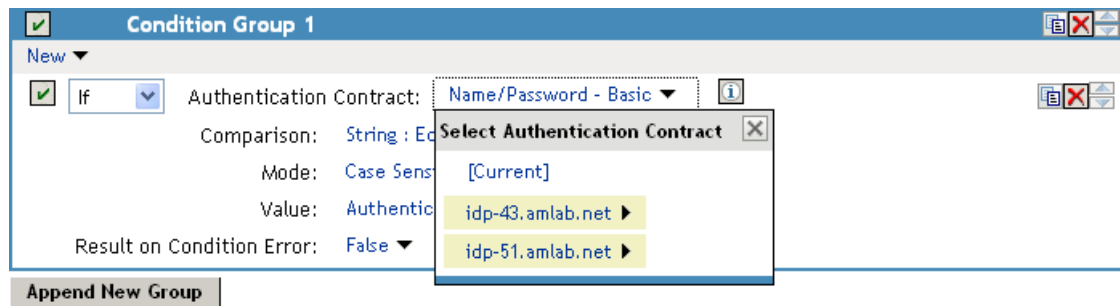 Condition Group 1
New
If Authentication Contract: Name/Password - Basic
Select Authentication Contract
Comparison: String : Ec
[Current]
Mode: Case Sens
Value: Authentic
idp-43.amlab.net
Result on Condition Error: False
idp-51.amlab.net
Append New Group